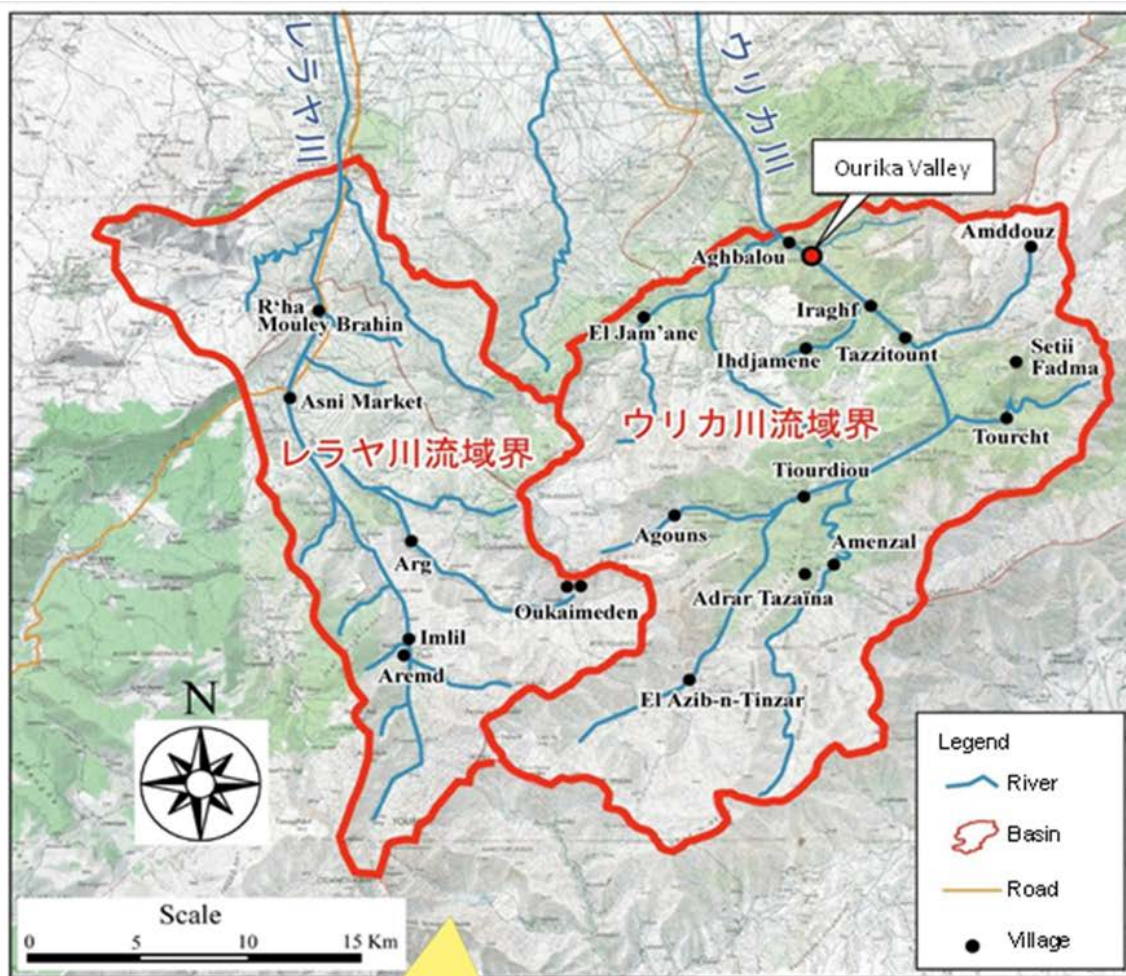 レラヤ川
ウリカ川
Ourika Valley
Amddouz
Aghbalou
R'ha
Mouley Brahin
Iraghf
El Jam'ane
Ihdjamene
Tazzitount
Setii
Fadma
Asni Market
ウリカ川流域界
Tourcht
レラヤ川流域界
Tiourdiou
Agouns
Amenzal
Arg
Adrar Tazaïna
Oukaimeden
Imlil
Aremd
El Azib-n-Tinzar
N
Legend
River
Basin
Road
Village
Scale
0 5 10 15 Km